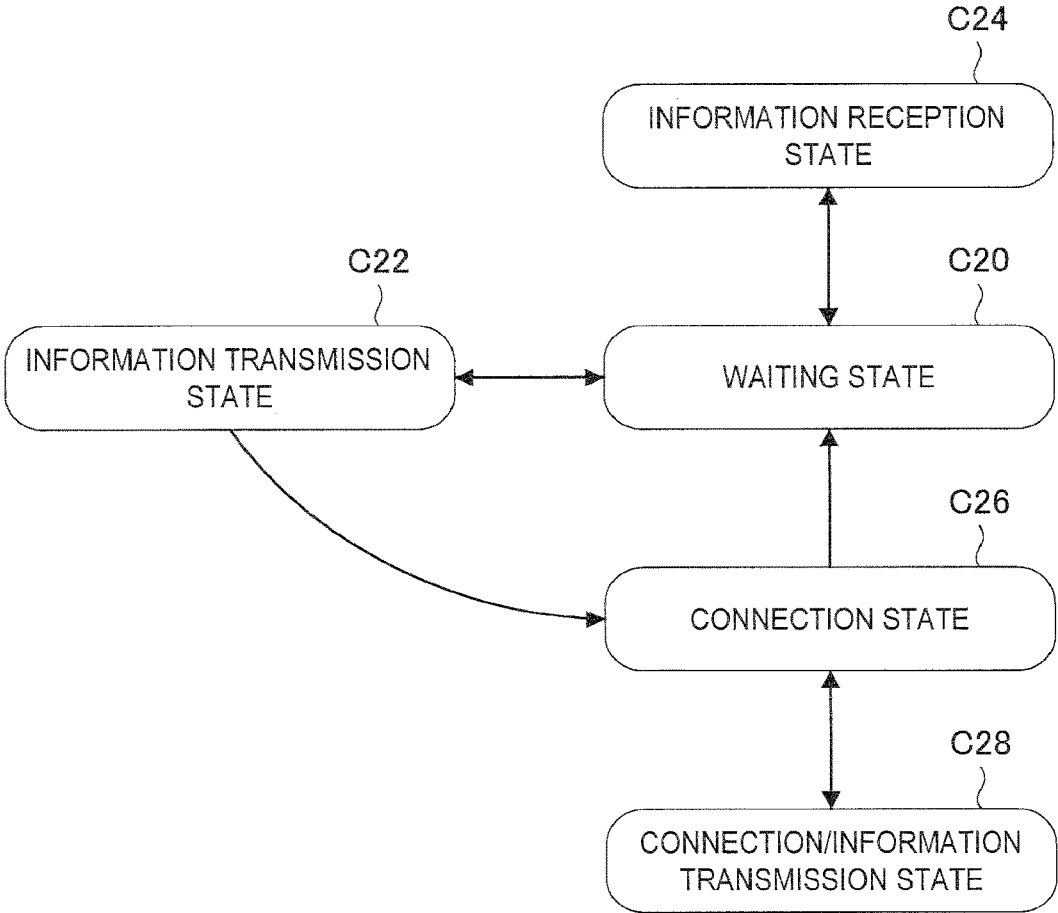 C24
INFORMATION RECEPTION
STATE
C22
C20
INFORMATION TRANSMISSION
STATE
WAITING STATE
C26
CONNECTION STATE
C28
CONNECTION/INFORMATION
TRANSMISSION STATE